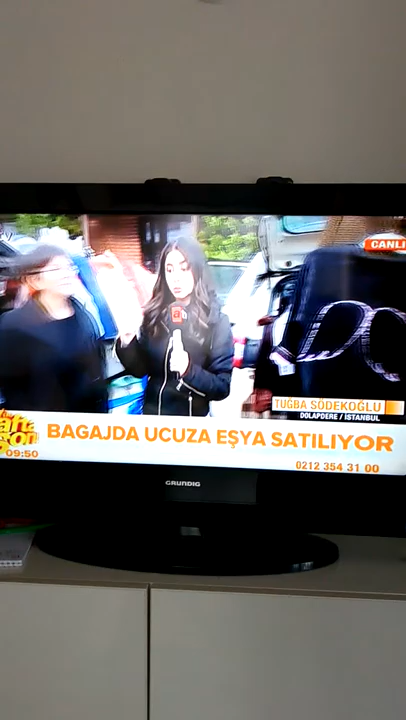 CANLI
TUĞBA SÖDEKOĞLU
DOLAPDERE / İSTANBUL
BAGAJDA UCUZA EŞYA SATILIYOR
09:50
0212 354 31 00
GRUNDIG